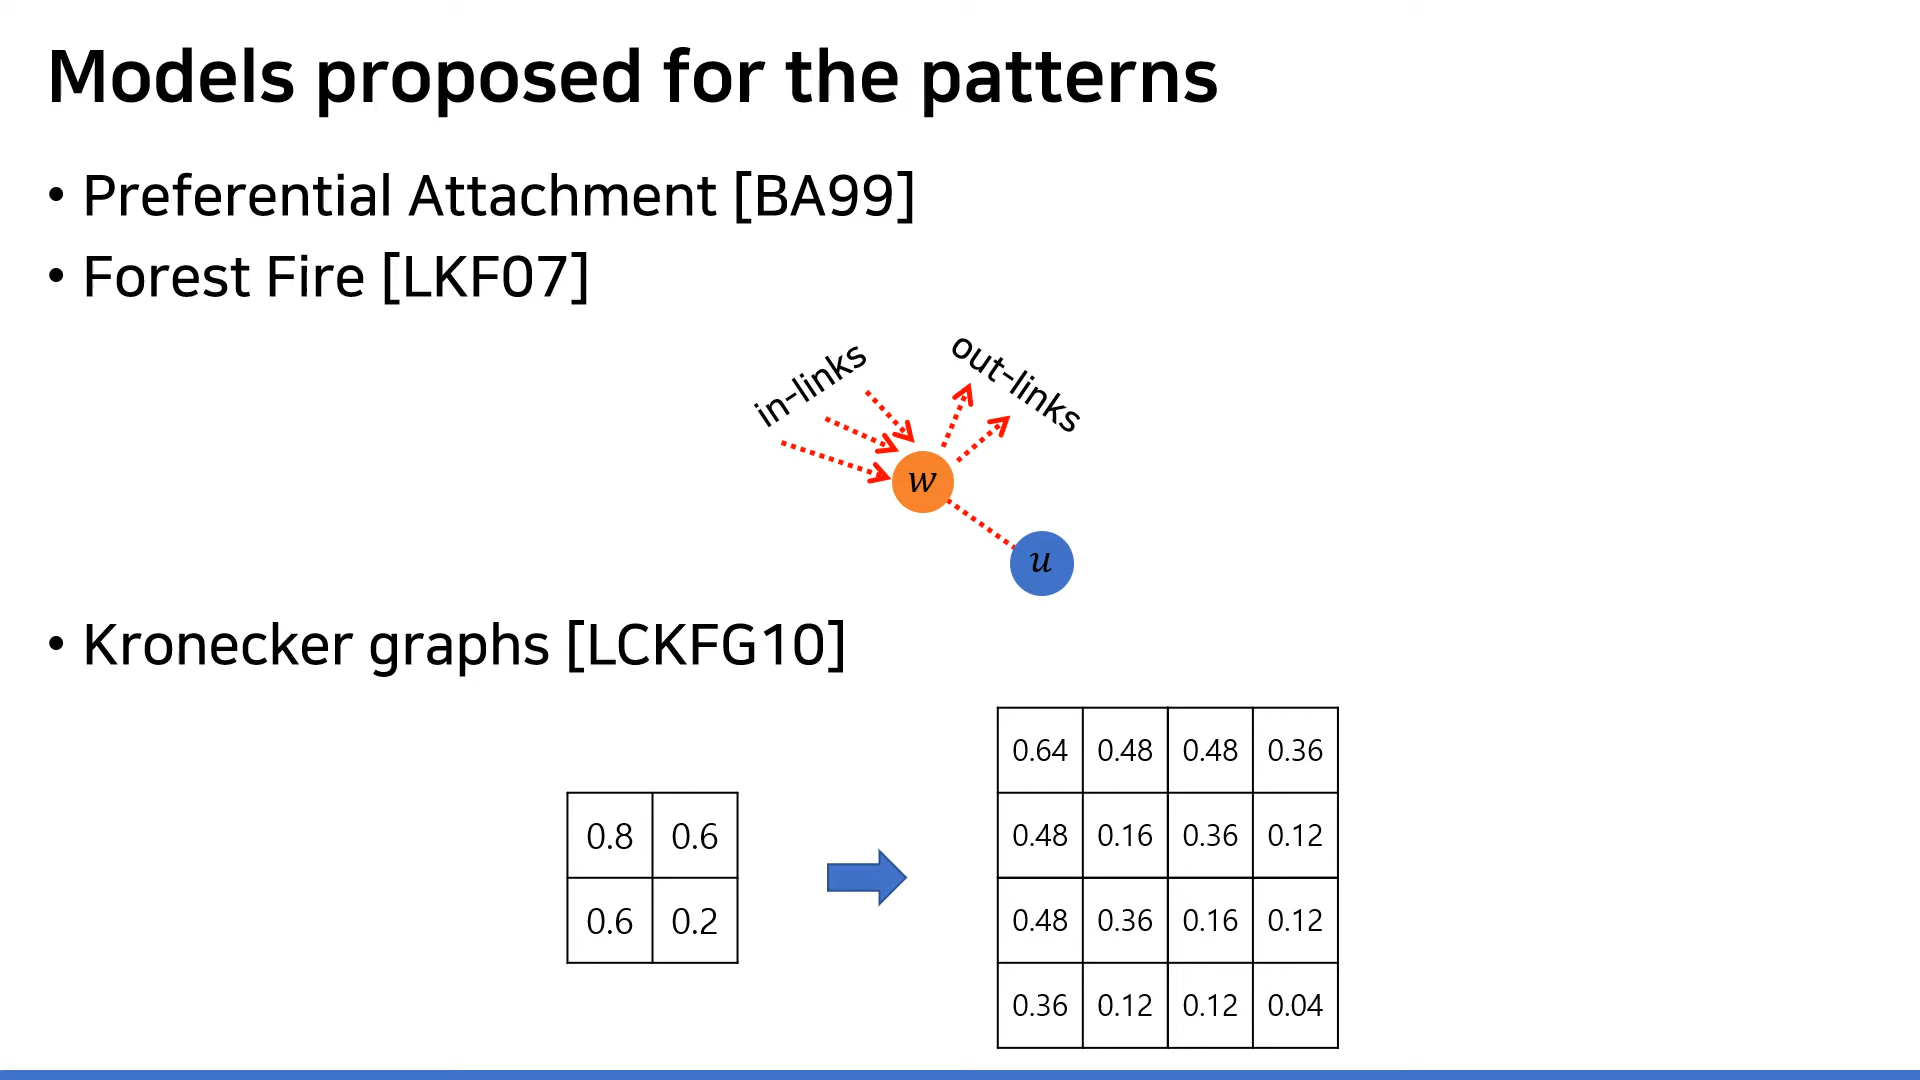 Models proposed for the patterns
• Preferential Attachment [BA99]
• Forest Fire [LKF07]
in-links
out-links
w
u
• Kronecker graphs [LCKFG10]
0.8 0.6
0.6 0.2
0.64 0.48 0.48 0.36
0.48 0.16 0.36 0.12
0.48 0.36 0.16 0.12
0.36 0.12 0.12 0.04